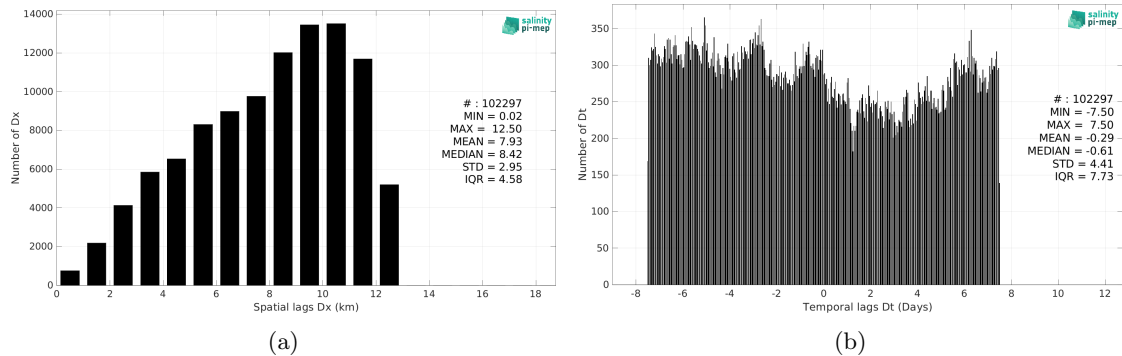 14000
12000
10000
8000
6000
4000
2000
0
Number of Dx
0 2 4 6 8 10 12 14 16 18
Spatial lags Dx (km)
salinity
pi-mep
# : 102297
MIN = 0.02
MAX = 12.50
MEAN = 7.93
MEDIAN = 8.42
STD = 2.95
IQR = 4.58
(a)
350
300
250
200
150
100
50
0
Number of Dt
-8 -6 -4 -2 0 2 4 6 8 10 12
Temporal lags Dt (Days)
salinity
pi-mep
# : 102297
MIN = -7.50
MAX = 7.50
MEAN = -0.29
MEDIAN = -0.61
STD = 4.41
IQR = 7.73
(b)